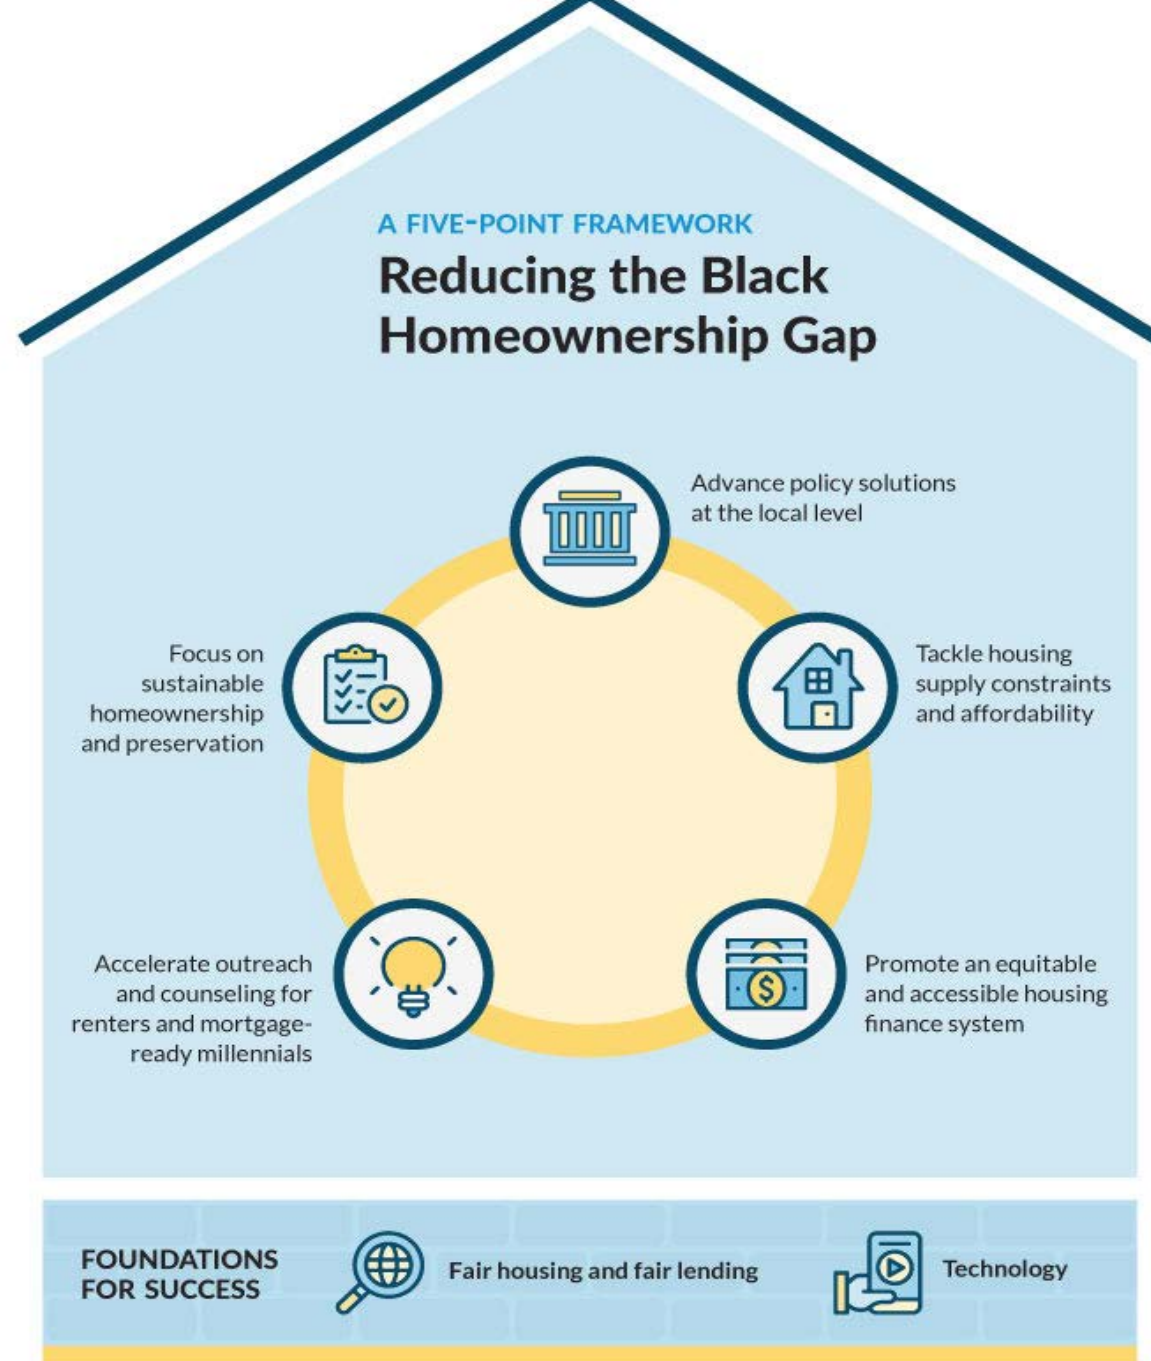 A FIVE-POINT FRAMEWORK
Reducing the Black
Homeownership Gap
Advance policy solutions
at the local level
Tackle housing
supply constraints
and affordability
Promote an equitable
and accessible housing
finance system
Accelerate outreach
and counseling for
renters and mortgage-
ready millennials
Focus on
sustainable
homeownership
and preservation
FOUNDATIONS
FOR SUCCESS
Fair housing and fair lending
Technology